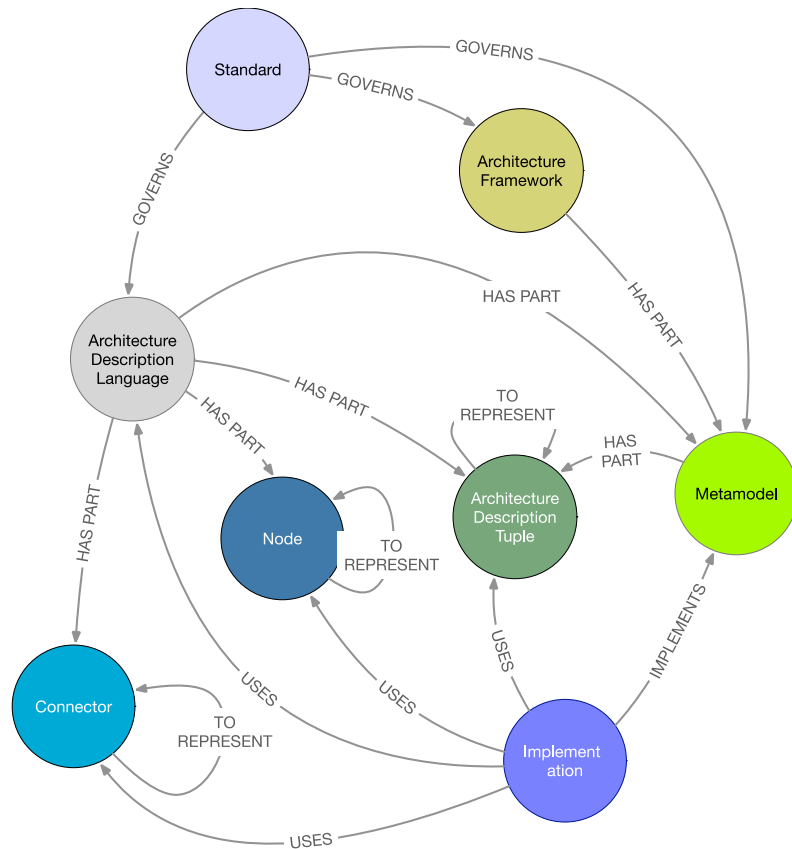 GOVERNS
Standard
GOVERNS
Architecture
Framework
GOVERNS
HAS PART
HAS PART
Architecture
Description
Language
HAS PART
HAS PART
TO
REPRESENT
HAS
PART
Architecture
Description
Tuple
Metamodel
Node
TO
REPRESENT
HAS PART
IMPLEMENTS
USES
USES
USES
Connector
TO
REPRESENT
Implement
ation
USES